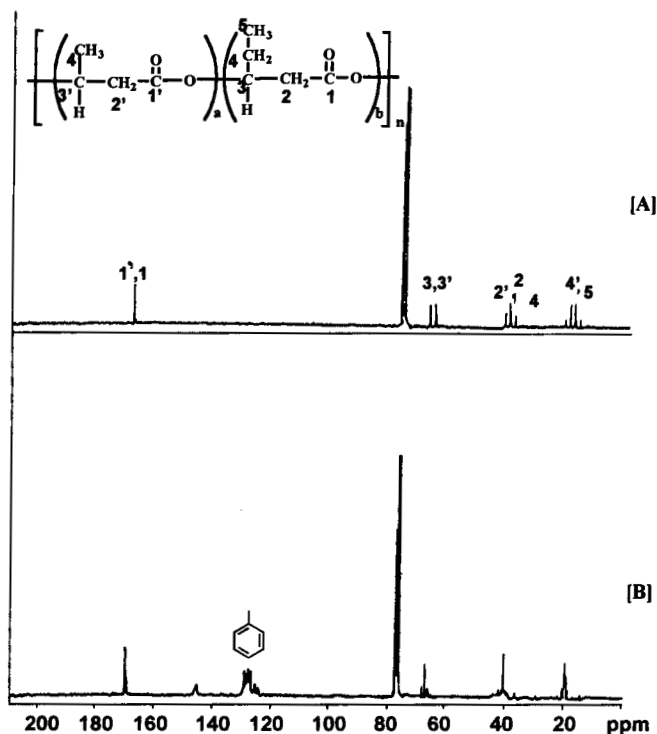 5 CH₃
4' CH₃ 4 CH₂
O O
C CH₂ C O C CH₂ C O
3' 2' 1' 3 2 1
H a H b n
[A]
1',1
3,3'
2', 2, 4
4', 5
[B]
200 180 160 140 120 100 80 60 40 20 ppm